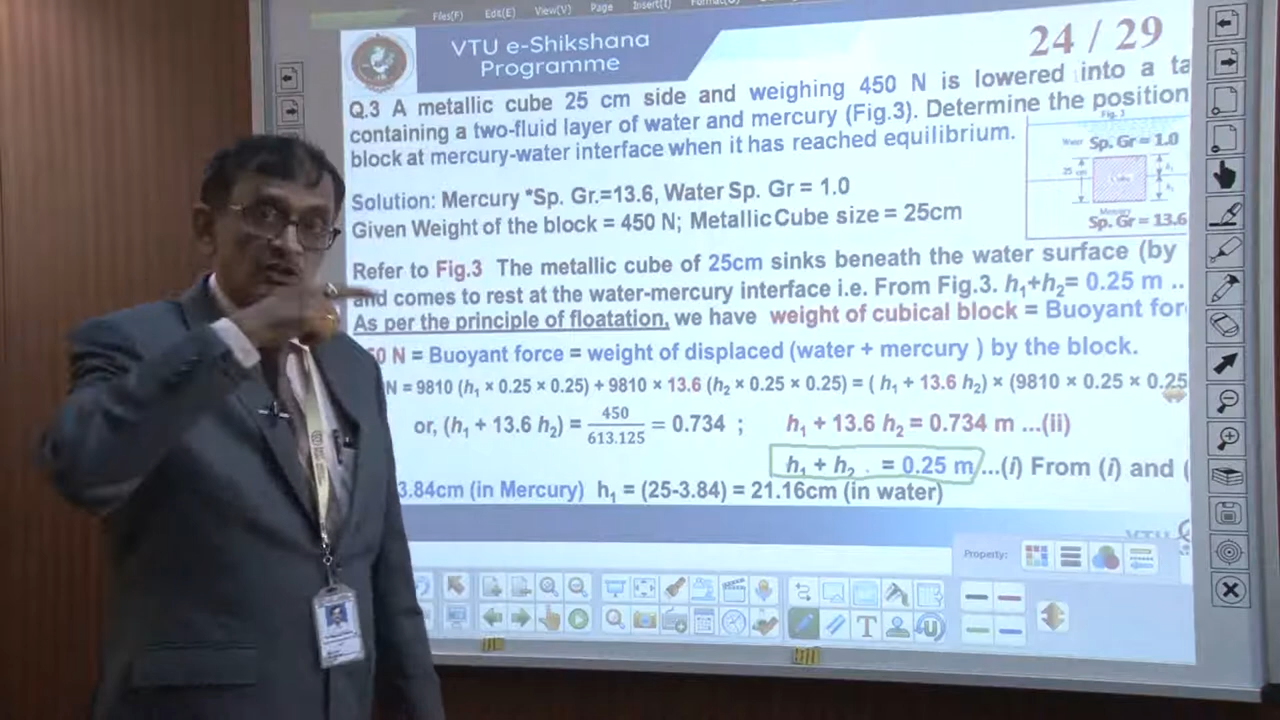 Files(F) Edit(E) View(V) Page Insert(I)
VTU e-Shikshana
Programme
24 / 29
Q.3 A metallic cube 25 cm side and weighing 450 N is lowered into a ta
containing a two-fluid layer of water and mercury (Fig.3). Determine the position
block at mercury-water interface when it has reached equilibrium.
Fig. 3
Water Sp. Gr = 1.0
25 cm
Cube
h₁
h₂
Mercury
Sp. Gr = 13.6
Solution: Mercury *Sp. Gr.=13.6, Water Sp. Gr = 1.0
Given Weight of the block = 450 N; Metallic Cube size = 25cm
Refer to Fig.3 The metallic cube of 25cm sinks beneath the water surface (by
and comes to rest at the water-mercury interface i.e. From Fig.3. h₁+h₂= 0.25 m ..
As per the principle of floatation, we have weight of cubical block = Buoyant for
0 N = Buoyant force = weight of displaced (water + mercury ) by the block.
N = 9810 (h₁ × 0.25 × 0.25) + 9810 × 13.6 (h₂ × 0.25 × 0.25) = ( h₁ + 13.6 h₂) × (9810 × 0.25 × 0.25
or, (h₁ + 13.6 h₂) = 450/613.125 = 0.734 ; h₁ + 13.6 h₂ = 0.734 m ...(ii)
h₁ + h₂ . = 0.25 m ...(i) From (i) and (
3.84cm (in Mercury) h₁ = (25-3.84) = 21.16cm (in water)
VTU
Property:
T